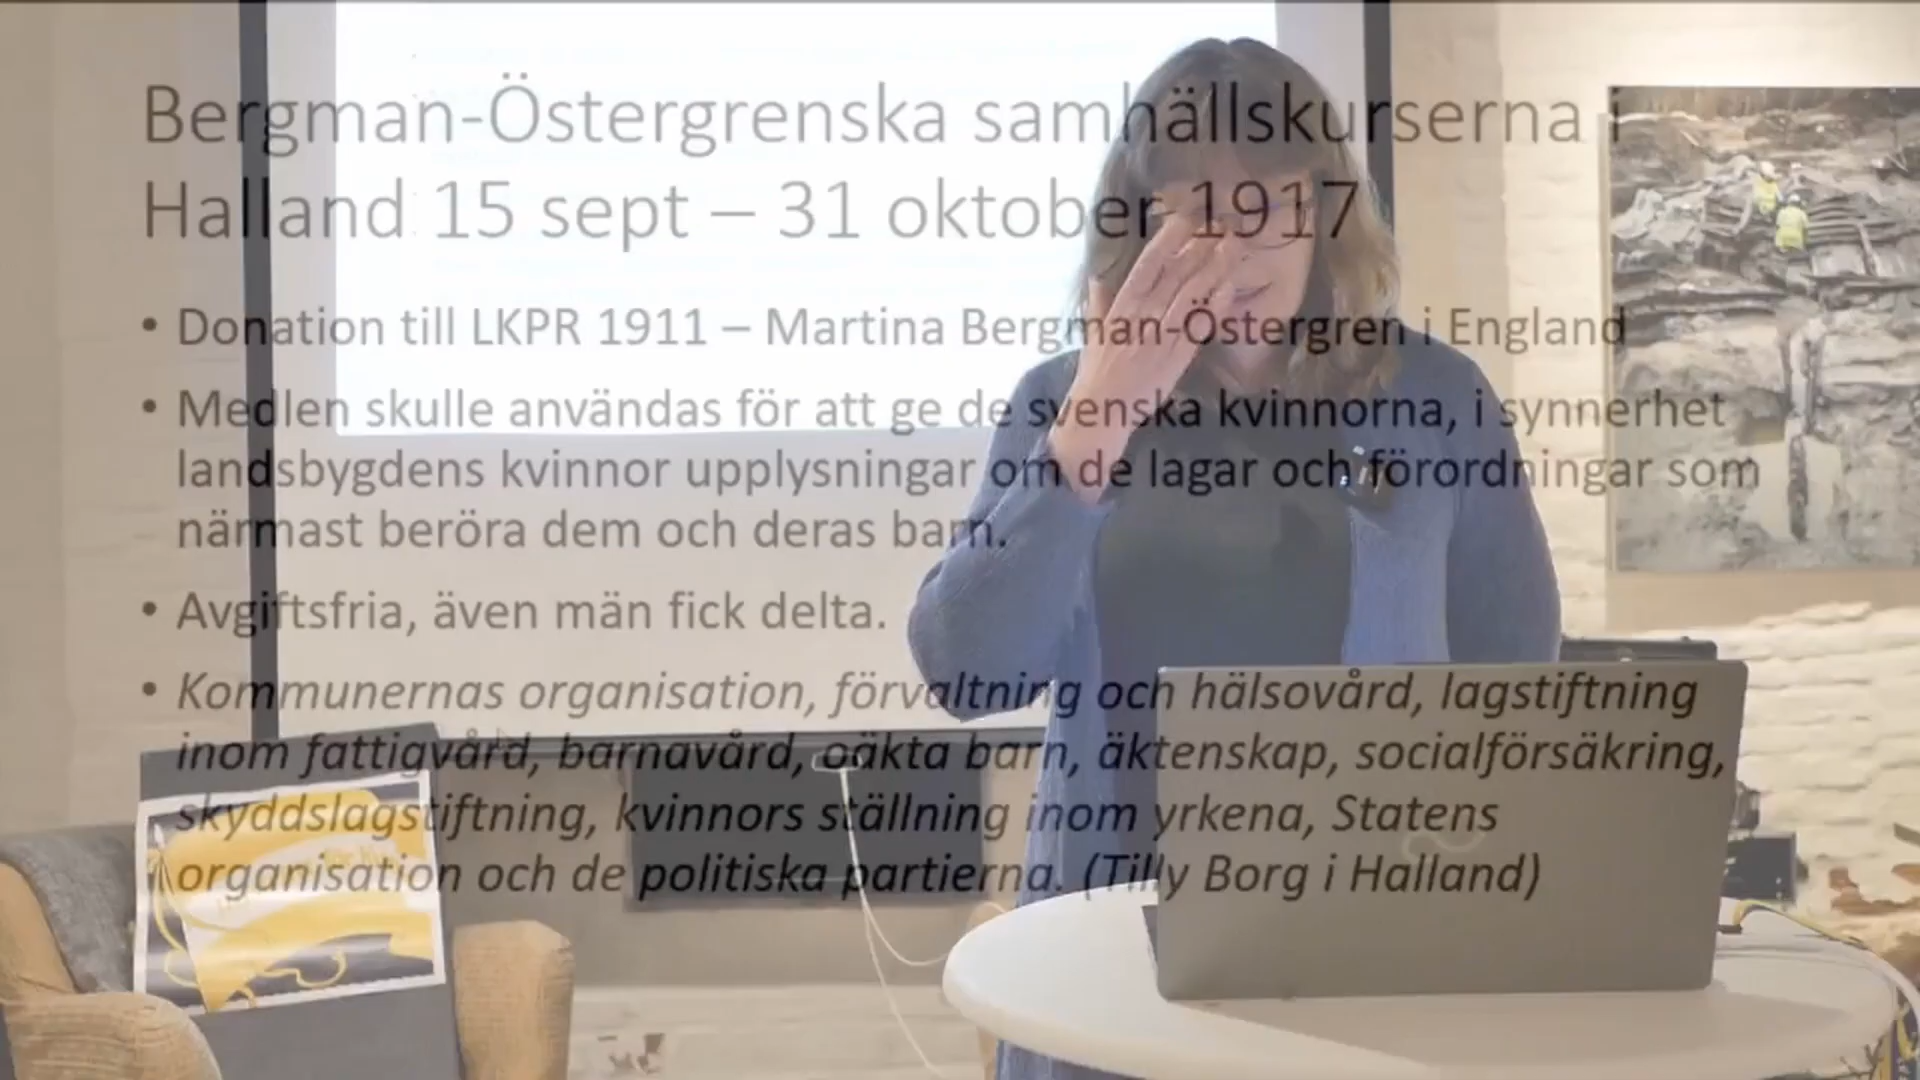 Bergman-Östergrenska samhällskurserna i
Halland 15 sept – 31 oktober 1917
• Donation till LKPR 1911 – Martina Bergman-Östergren i England
• Medlen skulle användas för att ge de svenska kvinnorna, i synnerhet
landsbygdens kvinnor upplysningar om de lagar och förordningar som
närmast beröra dem och deras barn.
• Avgiftsfria, även män fick delta.
• Kommunernas organisation, förvaltning och hälsovård, lagstiftning
inom fattigvård, barnavård, oäkta barn, äktenskap, socialförsäkring,
skyddslagstiftning, kvinnors ställning inom yrkena, Statens
organisation och de politiska partierna. (Tilly Borg i Halland)